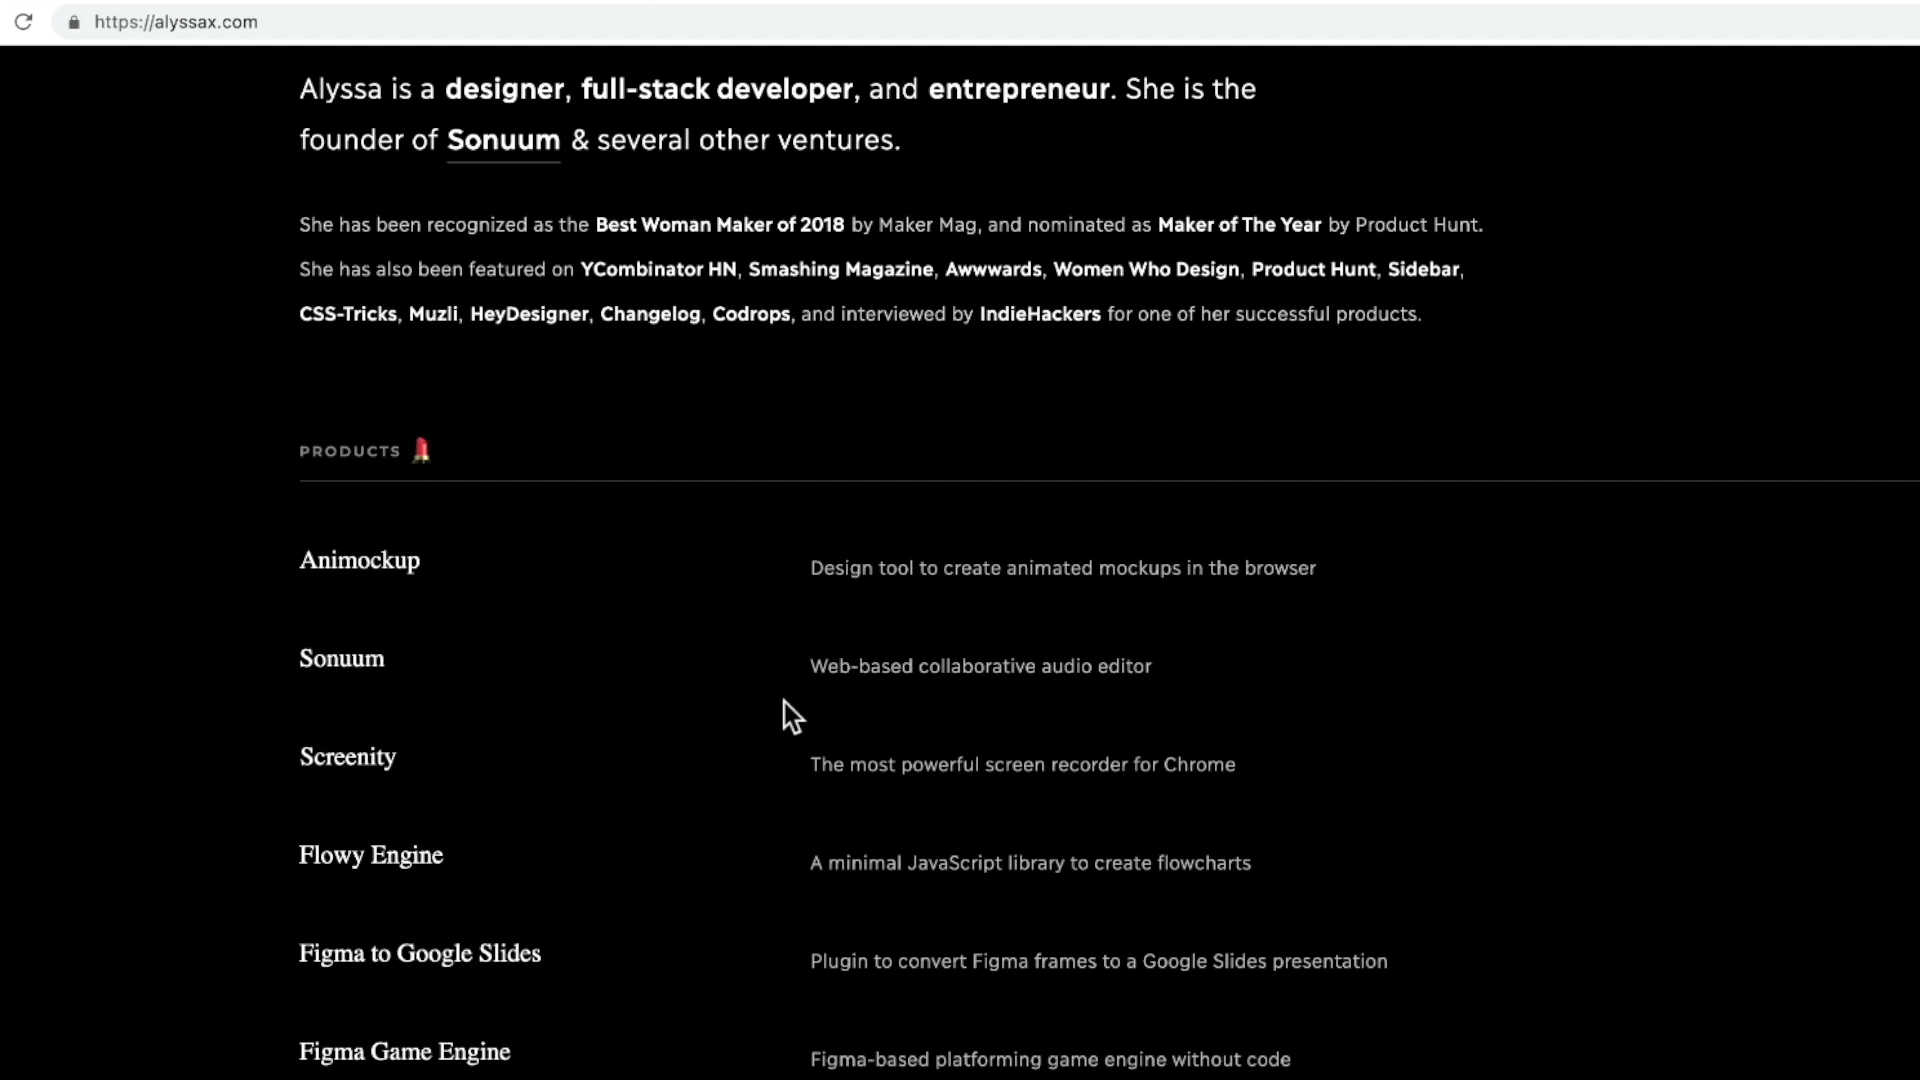 https://alyssax.com
Alyssa is a designer, full-stack developer, and entrepreneur. She is the
founder of Sonuum & several other ventures.
She has been recognized as the Best Woman Maker of 2018 by Maker Mag, and nominated as Maker of The Year by Product Hunt.
She has also been featured on YCombinator HN, Smashing Magazine, Awwwards, Women Who Design, Product Hunt, Sidebar,
CSS-Tricks, Muzli, HeyDesigner, Changelog, Codrops, and interviewed by IndieHackers for one of her successful products.
PRODUCTS
Animockup
Design tool to create animated mockups in the browser
Sonuum
Web-based collaborative audio editor
Screenity
The most powerful screen recorder for Chrome
Flowy Engine
A minimal JavaScript library to create flowcharts
Figma to Google Slides
Plugin to convert Figma frames to a Google Slides presentation
Figma Game Engine
Figma-based platforming game engine without code